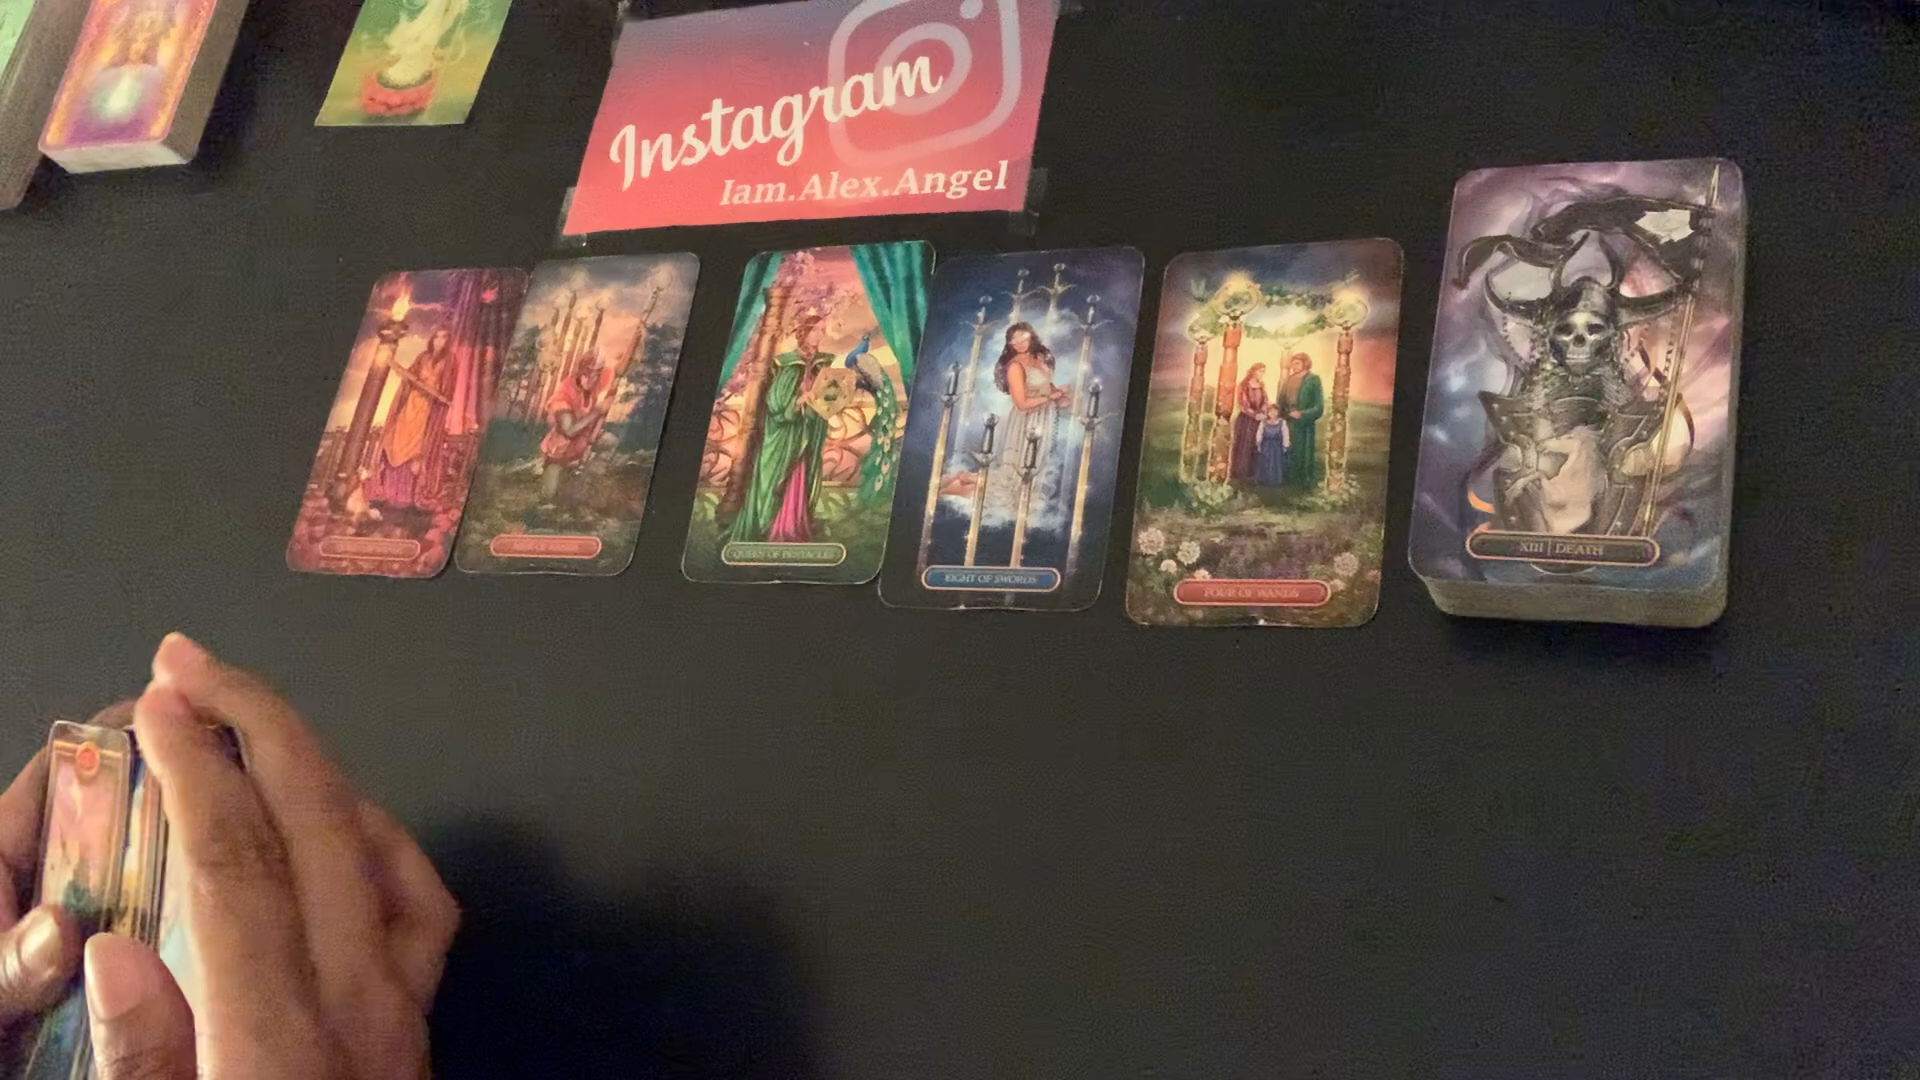 Instagram
Iam.Alex.Angel
QUEEN OF PENTACLES
EIGHT OF SWORDS
FOUR OF WANDS
XIII | DEATH